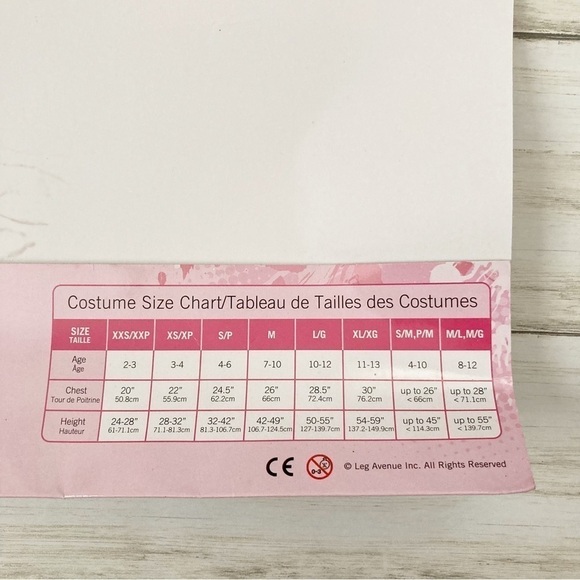 Costume Size Chart/Tableau de Tailles des Costumes
SIZE XXS/XXP XS/XP S/P M L/G XL/XG S/M,P/M M/L,M/G
TAILLE
Age 2-3 3-4 4-6 7-10 10-12 11-13 4-10 8-12
Âge
Chest 20" 22" 24.5" 26" 28.5" 30" up to 26" up to 28"
Tour de Poitrine 50.8cm 55.9cm 62.2cm 66cm 72.4cm 76.2cm < 66cm < 71.1cm
Height 24-28" 28-32" 32-42" 42-49" 50-55" 54-59" up to 45" up to 55"
Hauteur 61-71.1cm 71.1-81.3cm 81.3-106.7cm 106.7-124.5cm 127-139.7cm 137.2-149.9cm < 114.3cm < 139.7cm
CE 0-3 © Leg Avenue Inc. All Rights Reserved